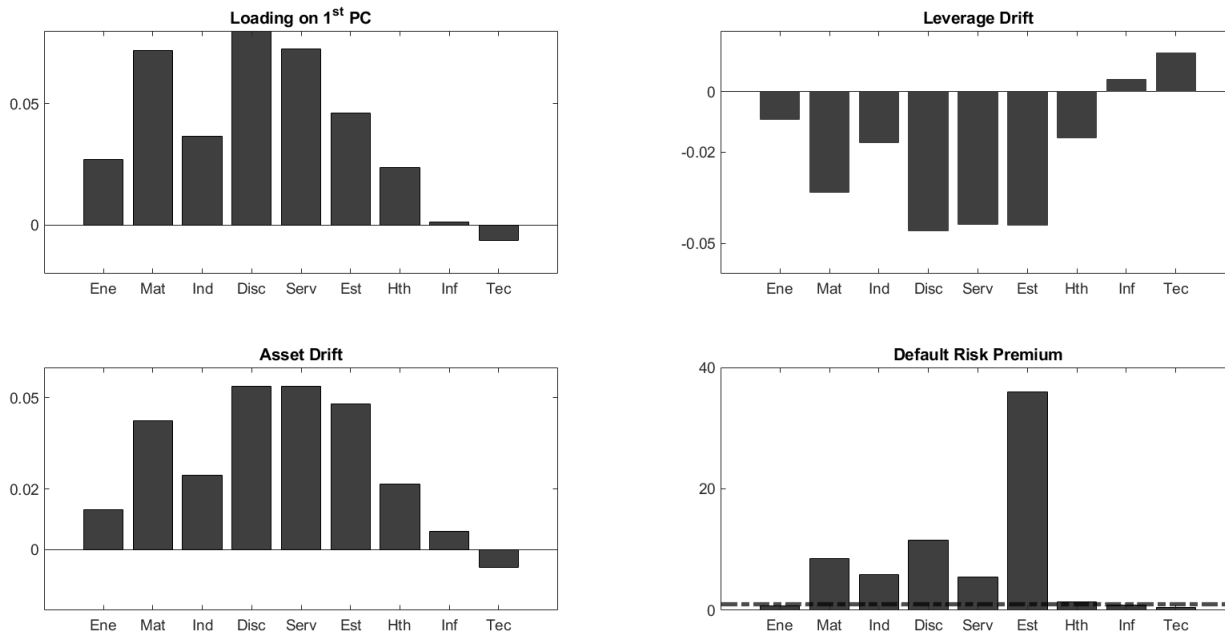 Loading on 1st PC
0.05
0
Ene Mat Ind Disc Serv Est Hth Inf Tec
Leverage Drift
0
-0.02
-0.05
Ene Mat Ind Disc Serv Est Hth Inf Tec
Asset Drift
0.05
0.02
0
Ene Mat Ind Disc Serv Est Hth Inf Tec
Default Risk Premium
40
20
0
Ene Mat Ind Disc Serv Est Hth Inf Tec